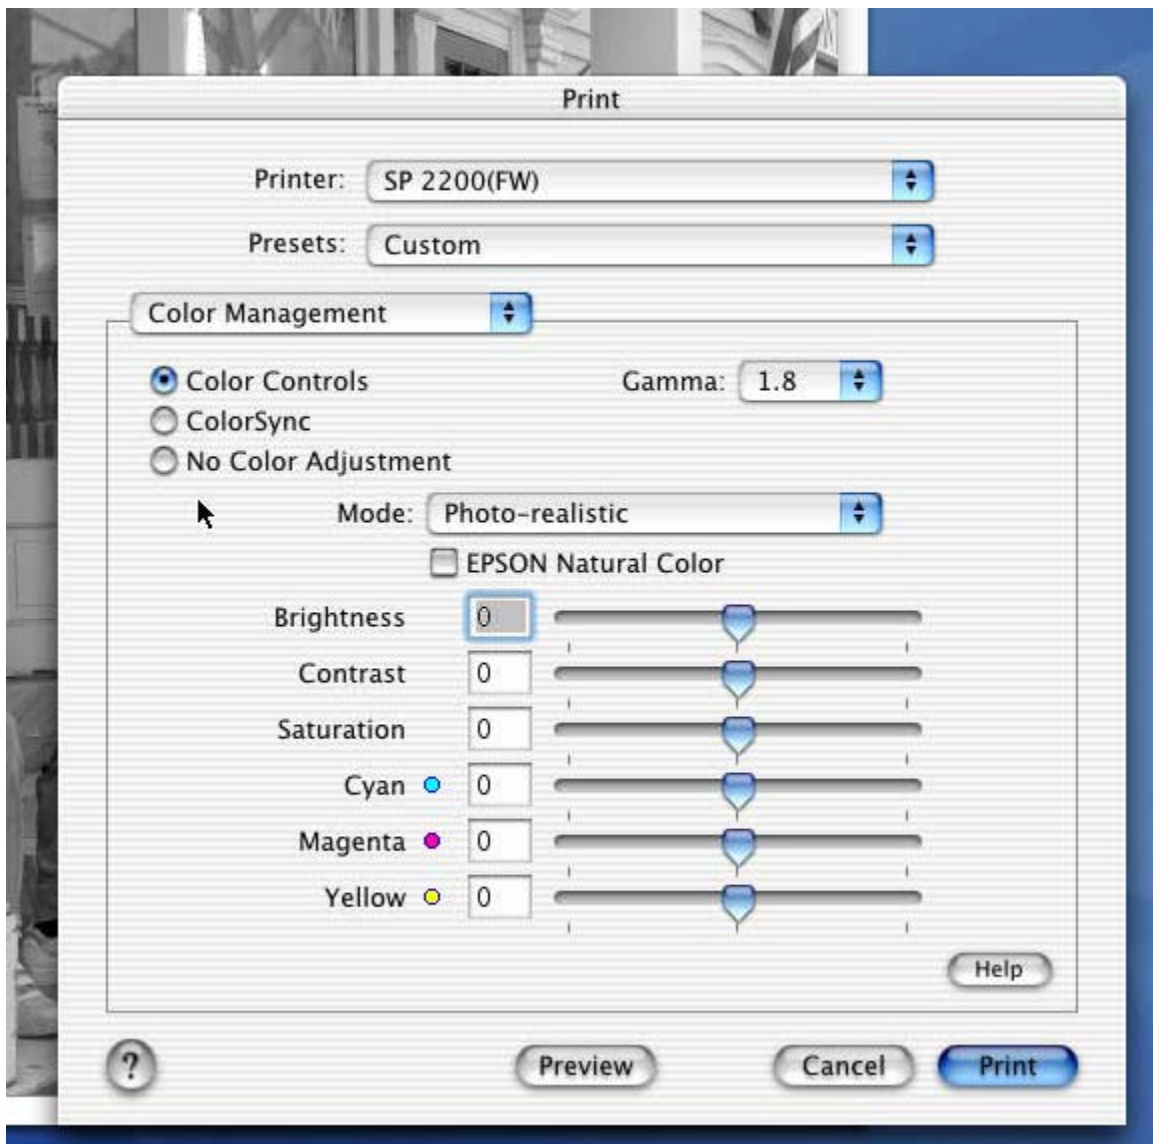 Print
Printer: SP 2200(FW)
Presets: Custom
Color Management
Color Controls Gamma: 1.8
ColorSync
No Color Adjustment
Mode: Photo-realistic
EPSON Natural Color
Brightness 0
Contrast 0
Saturation 0
Cyan 0
Magenta 0
Yellow 0
Help
? Preview Cancel Print